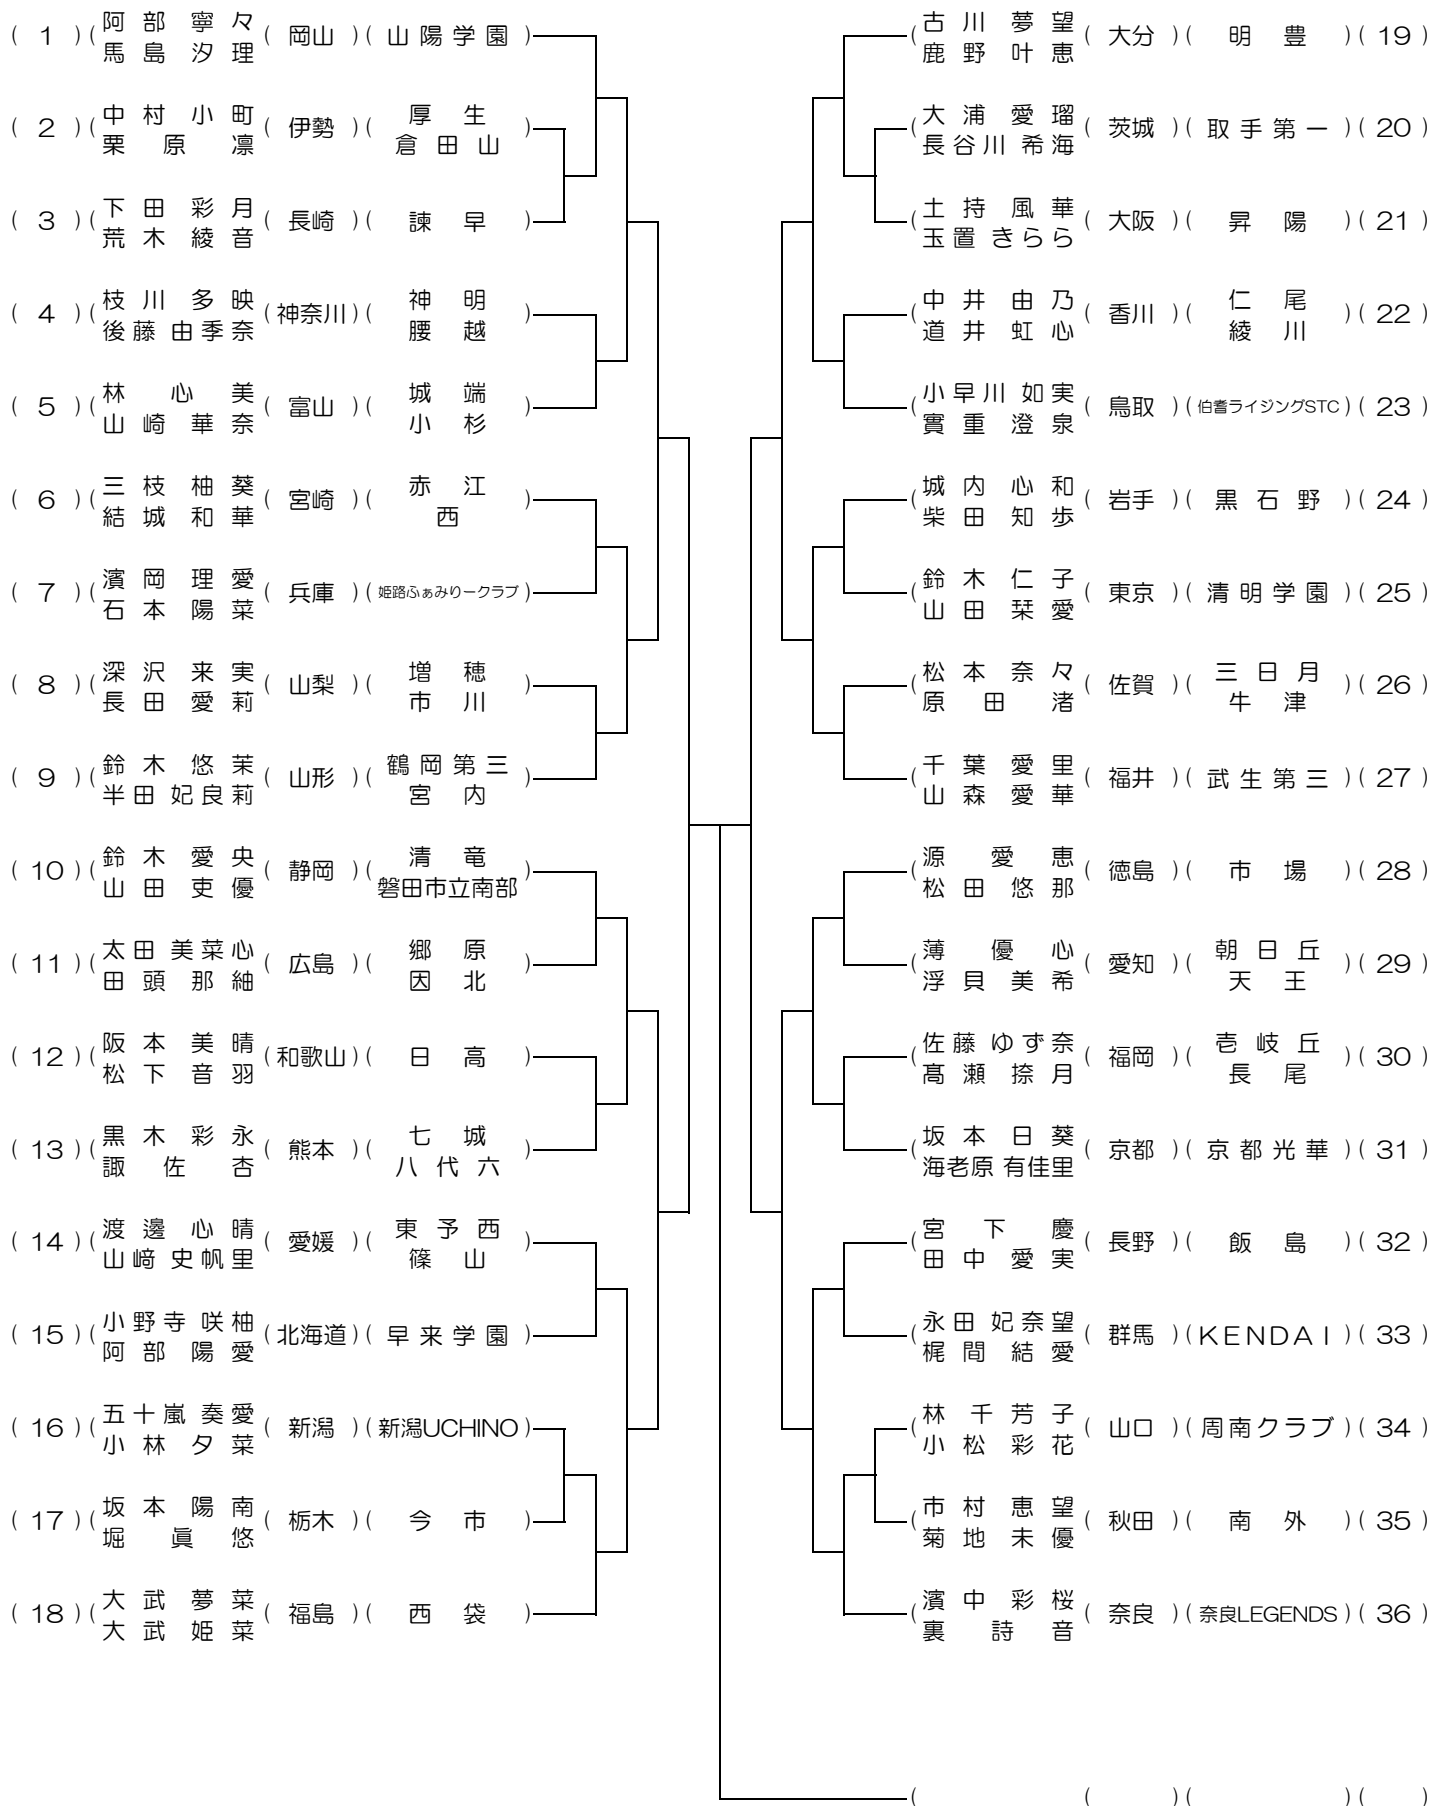 ( 1 ) ( 阿部寧々 馬島汐理 ( 岡山 ) ( 山陽学園 )
( 2 ) ( 中村小町 栗原凛 ( 伊勢 ) ( 厚生 倉田山 )
( 3 ) ( 下田彩月 荒木綾音 ( 長崎 ) ( 諫早 )
( 4 ) ( 枝川多映 後藤由季奈 ( 神奈川 ) ( 神明 腰越 )
( 5 ) ( 林心美 山崎華奈 ( 富山 ) ( 城端 小杉 )
( 6 ) ( 三枝柚葵 結城和華 ( 宮崎 ) ( 赤江 西 )
( 7 ) ( 濱岡理愛 石本陽菜 ( 兵庫 ) ( 姫路ふぁみりークラブ )
( 8 ) ( 深沢来実 長田愛莉 ( 山梨 ) ( 増穂 市川 )
( 9 ) ( 鈴木悠茉 半田妃良莉 ( 山形 ) ( 鶴岡第三 宮内 )
( 10 ) ( 鈴木愛央 山田吏優 ( 静岡 ) ( 清竜 磐田市立南部 )
( 11 ) ( 太田美菜心 田頭那紬 ( 広島 ) ( 郷原 因北 )
( 12 ) ( 阪本美晴 松下音羽 ( 和歌山 ) ( 日高 )
( 13 ) ( 黒木彩永 諏佐杏 ( 熊本 ) ( 七城 八代六 )
( 14 ) ( 渡邊心晴 山﨑史帆里 ( 愛媛 ) ( 東予西 篠山 )
( 15 ) ( 小野寺咲柚 阿部陽愛 ( 北海道 ) ( 早来学園 )
( 16 ) ( 五十嵐奏愛 小林夕菜 ( 新潟 ) ( 新潟UCHINO )
( 17 ) ( 坂本陽南 堀眞悠 ( 栃木 ) ( 今市 )
( 18 ) ( 大武夢菜 大武姫菜 ( 福島 ) ( 西袋 )
( 古川夢望 鹿野叶恵 ( 大分 ) ( 明豊 ) ( 19 )
( 大浦愛瑠 長谷川希海 ( 茨城 ) ( 取手第一 ) ( 20 )
( 土持風華 玉置きらら ( 大阪 ) ( 昇陽 ) ( 21 )
( 中井由乃 道井虹心 ( 香川 ) ( 仁尾 綾川 ) ( 22 )
( 小早川如実 實重澄泉 ( 鳥取 ) ( 伯耆ライジングSTC ) ( 23 )
( 城内心和 柴田知歩 ( 岩手 ) ( 黒石野 ) ( 24 )
( 鈴木仁子 山田栞愛 ( 東京 ) ( 清明学園 ) ( 25 )
( 松本奈々 原田渚 ( 佐賀 ) ( 三日月 牛津 ) ( 26 )
( 千葉愛里 山森愛華 ( 福井 ) ( 武生第三 ) ( 27 )
( 源愛恵 松田悠那 ( 徳島 ) ( 市場 ) ( 28 )
( 薄優心 浮貝美希 ( 愛知 ) ( 朝日丘 天王 ) ( 29 )
( 佐藤ゆず奈 髙瀬捺月 ( 福岡 ) ( 壱岐丘 長尾 ) ( 30 )
( 坂本日葵 海老原有佳里 ( 京都 ) ( 京都光華 ) ( 31 )
( 宮下慶 田中愛実 ( 長野 ) ( 飯島 ) ( 32 )
( 永田妃奈望 梶間結愛 ( 群馬 ) ( KENDAI ) ( 33 )
( 林千芳子 小松彩花 ( 山口 ) ( 周南クラブ ) ( 34 )
( 市村恵望 菊地未優 ( 秋田 ) ( 南外 ) ( 35 )
( 濱中彩桜 裏詩音 ( 奈良 ) ( 奈良LEGENDS ) ( 36 )
( ( ) ( ) ( )